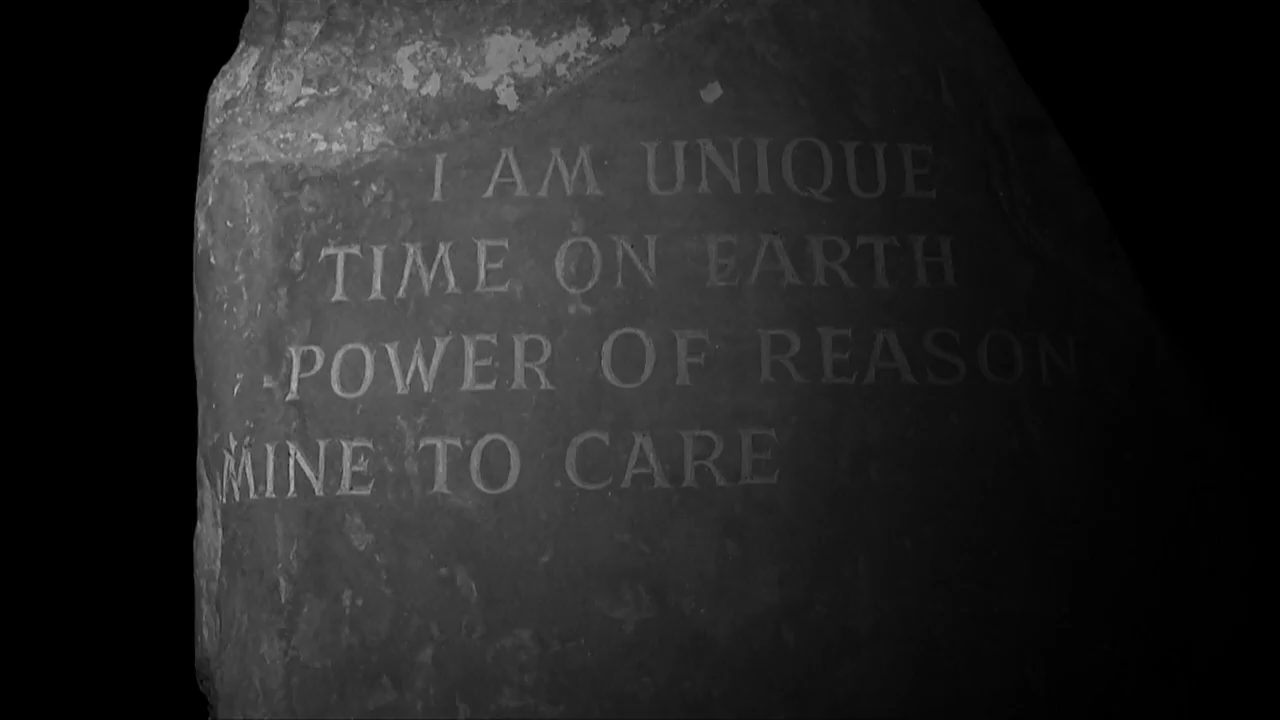 I AM UNIQUE
TIME ON EARTH
POWER OF REASON
MINE TO CARE